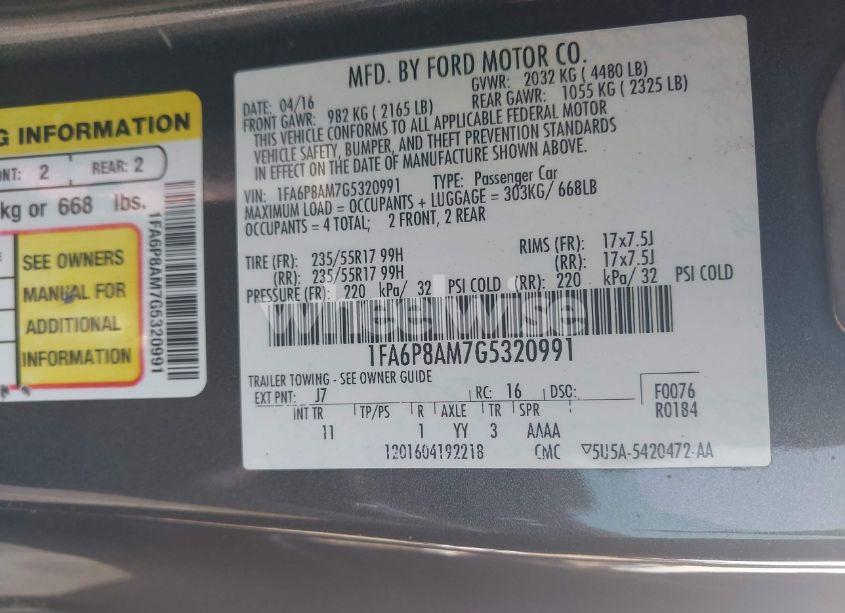 G INFORMATION
ONT: 2 REAR: 2
kg or 668 lbs.
SEE OWNERS
MANUAL FOR
ADDITIONAL
INFORMATION
1FA6P8AM7G5320991
MFD. BY FORD MOTOR CO.
DATE: 04/16 GVWR: 2032 KG ( 4480 LB)
FRONT GAWR: 982 KG ( 2165 LB) REAR GAWR: 1055 KG ( 2325 LB)
THIS VEHICLE CONFORMS TO ALL APPLICABLE FEDERAL MOTOR
VEHICLE SAFETY, BUMPER, AND THEFT PREVENTION STANDARDS
IN EFFECT ON THE DATE OF MANUFACTURE SHOWN ABOVE.
VIN: 1FA6P8AM7G5320991 TYPE: Passenger Car
MAXIMUM LOAD = OCCUPANTS + LUGGAGE = 303KG/ 668LB
OCCUPANTS = 4 TOTAL; 2 FRONT, 2 REAR
TIRE (FR): 235/55R17 99H RIMS (FR): 17x7.5J
(RR): 235/55R17 99H (RR): 17x7.5J
PRESSURE (FR): 220 kPa/ 32 PSI COLD (RR): 220 kPa/ 32 PSI COLD
wheelwise
1FA6P8AM7G5320991
TRAILER TOWING - SEE OWNER GUIDE
EXT PNT: J7 RC: 16 DSO: F0076
INT TR TP/PS R AXLE TR SPR R0184
11 1 YY 3 AAAA
1201604192218 CMC ▽5U5A-5420472-AA